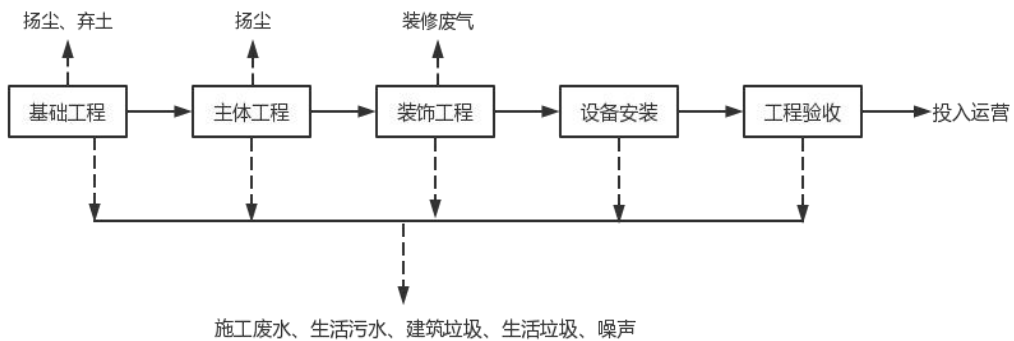 扬尘、弃土
扬尘
装修废气
基础工程
主体工程
装饰工程
设备安装
工程验收
投入运营
施工废水、生活污水、建筑垃圾、生活垃圾、噪声